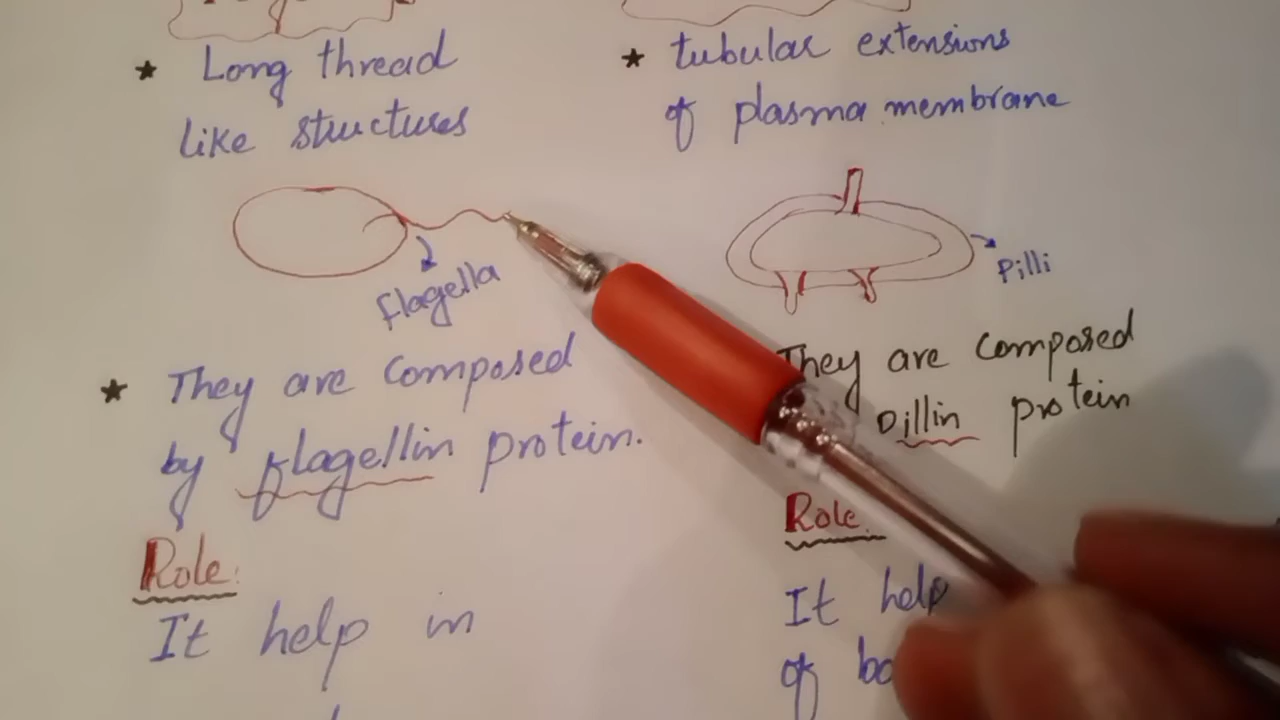 ★ Long thread
like structures
Flagella
★ They are composed
by flagellin protein.
Role:
It help in
★ tubular extensions
of plasma membrane
Pilli
They are composed
pillin protein
Role:
It help
of